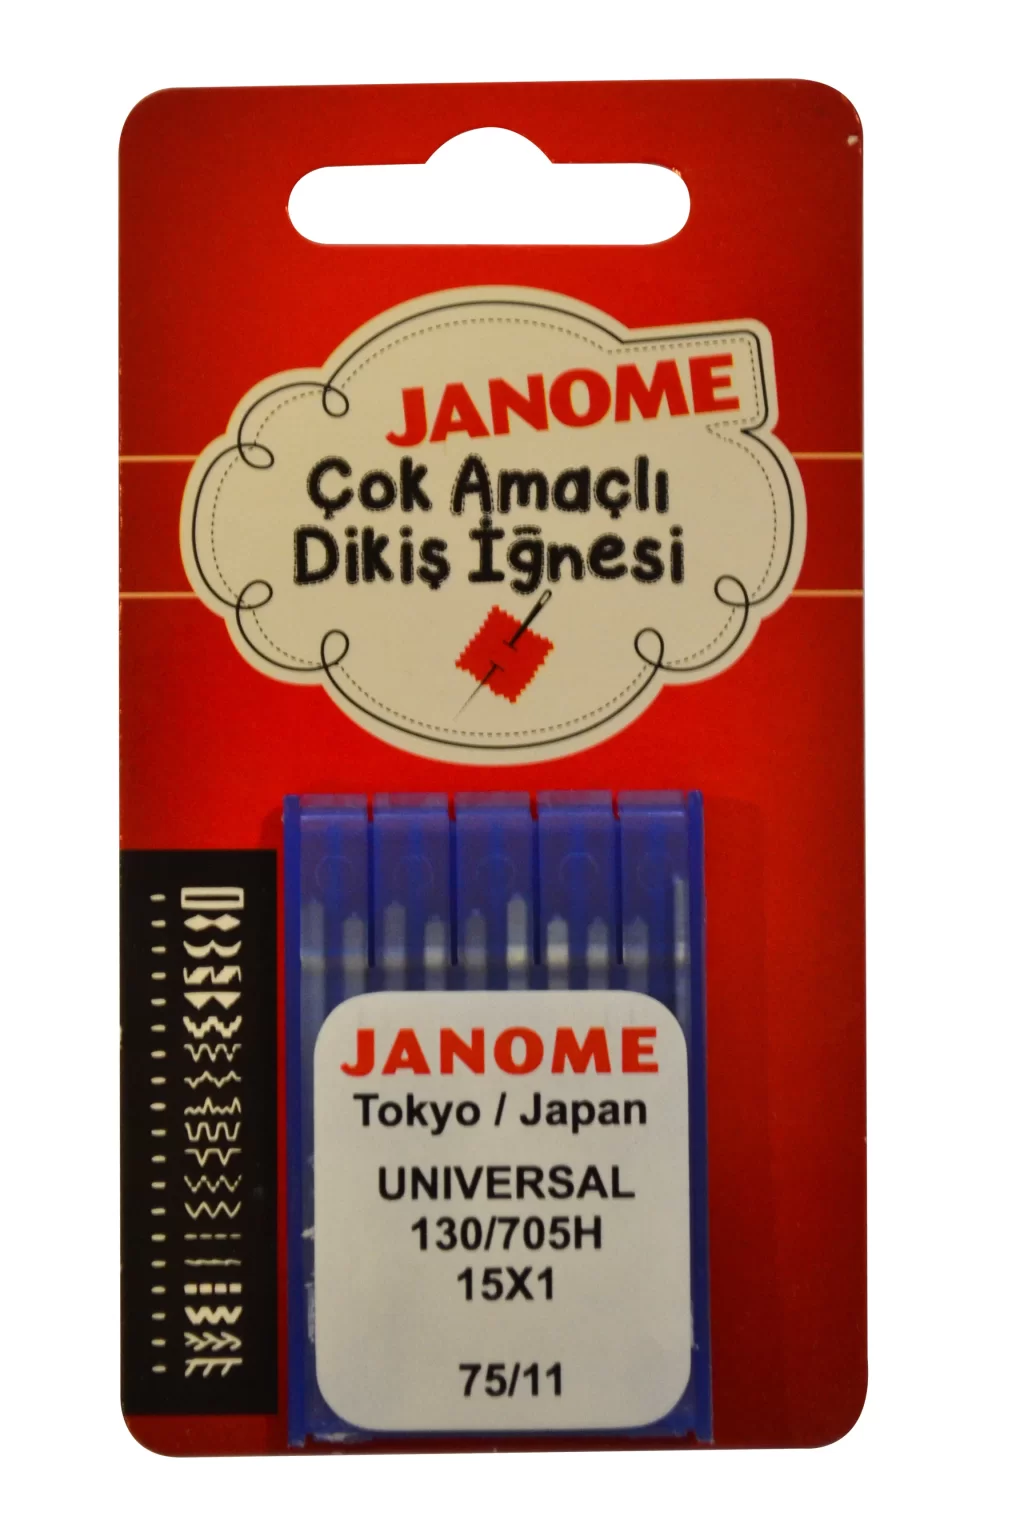 JANOME
Çok Amaçlı
Dikiş İğnesi
JANOME
Tokyo / Japan
UNIVERSAL
130/705H
15X1
75/11